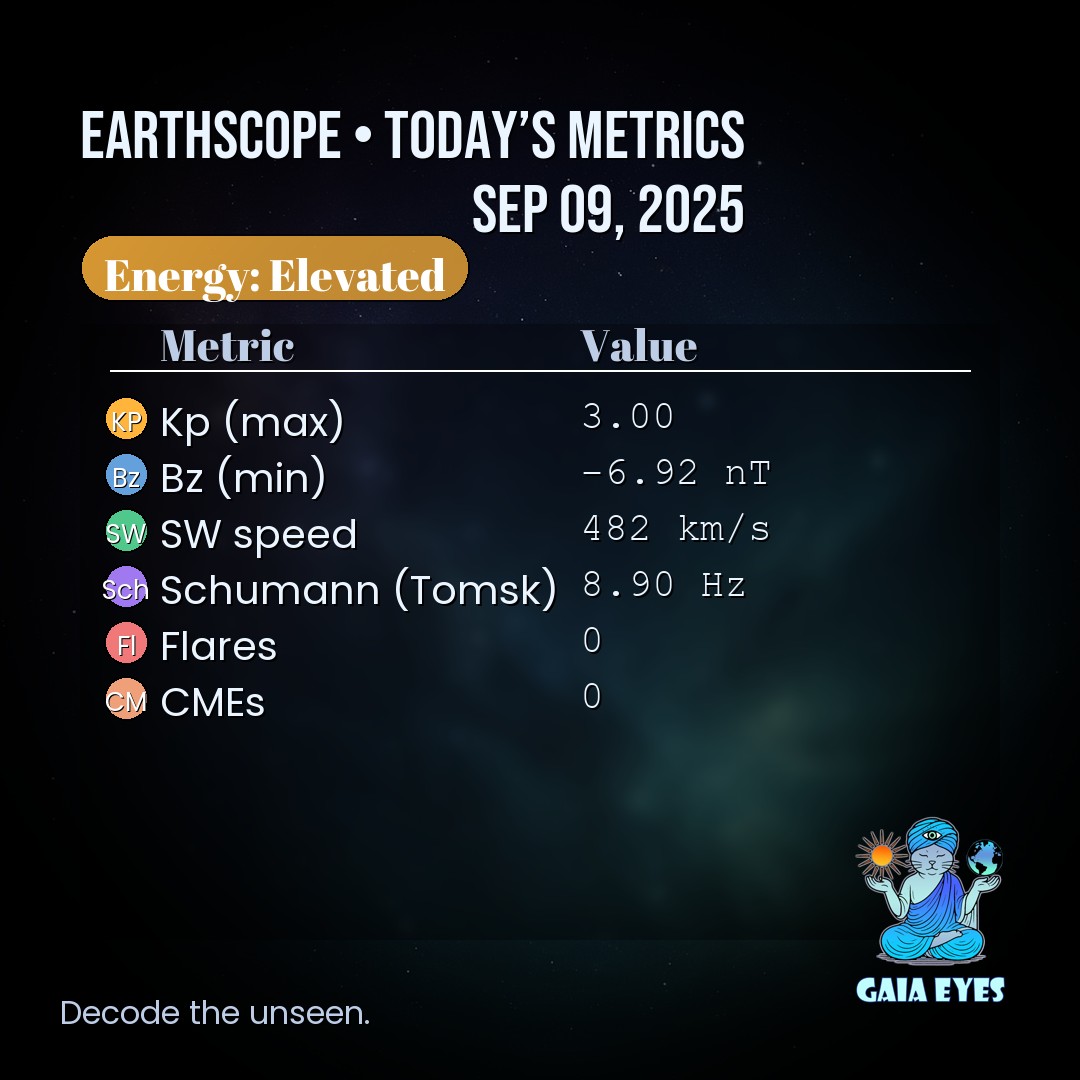 EARTHSCOPE • TODAY’S METRICS
SEP 09, 2025
Energy: Elevated
Metric Value
KP Kp (max) 3.00
Bz Bz (min) -6.92 nT
SW SW speed 482 km/s
Sch Schumann (Tomsk) 8.90 Hz
Fl Flares 0
CM CMEs 0
GAIA EYES
Decode the unseen.